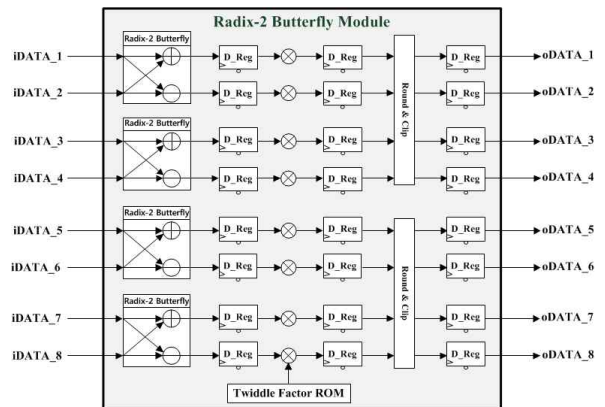 Radix-2 Butterfly Module
Radix-2 Butterfly
iDATA_1 D_Reg D_Reg D_Reg oDATA_1
iDATA_2 D_Reg D_Reg D_Reg oDATA_2
Round & Clip
Radix-2 Butterfly
iDATA_3 D_Reg D_Reg D_Reg oDATA_3
iDATA_4 D_Reg D_Reg D_Reg oDATA_4
Radix-2 Butterfly
iDATA_5 D_Reg D_Reg D_Reg oDATA_5
iDATA_6 D_Reg D_Reg D_Reg oDATA_6
Round & Clip
Radix-2 Butterfly
iDATA_7 D_Reg D_Reg D_Reg oDATA_7
iDATA_8 D_Reg D_Reg D_Reg oDATA_8
Twiddle Factor ROM